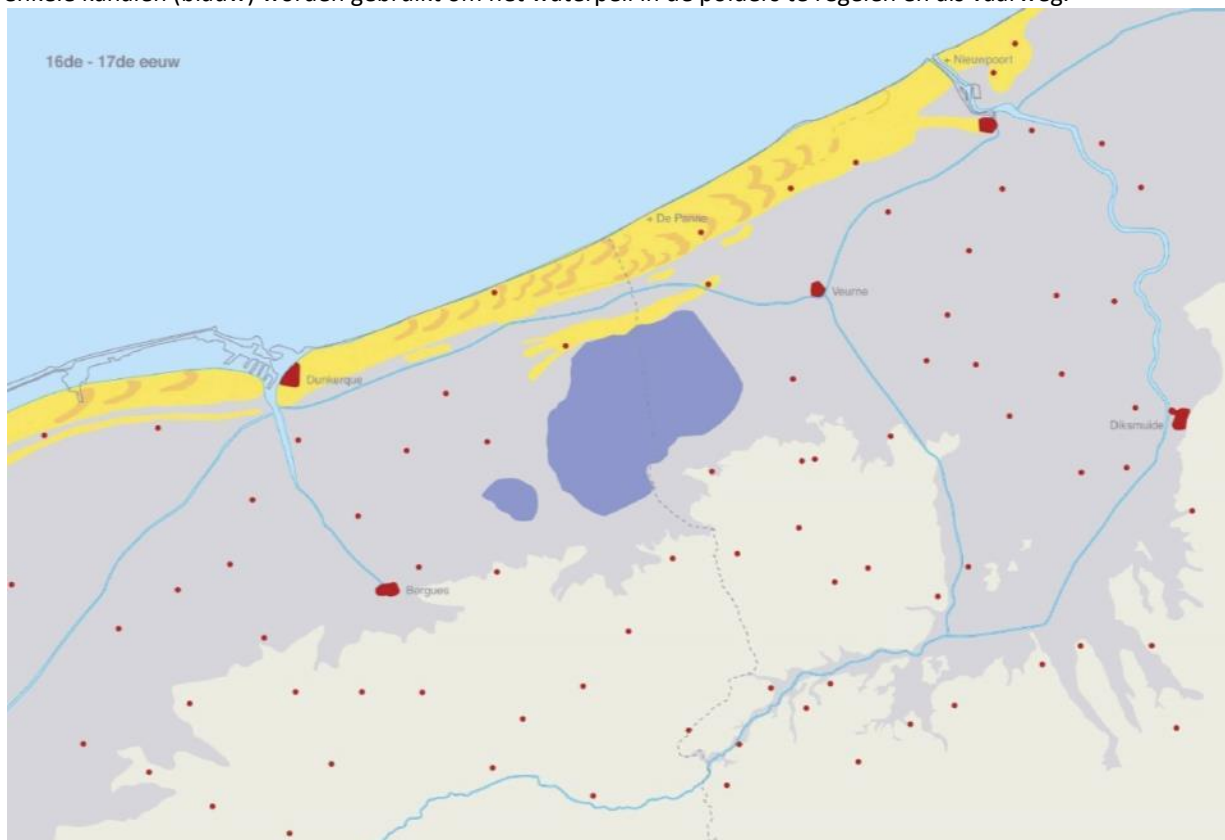 enkele kanalen (blauw) worden gebruikt om het waterpeil in de polders te regelen en als vaarweg.
16de - 17de eeuw
+ Nieuwpoort
+ De Panne
Veurne
Dunkerque
Diksmuide
Bergues